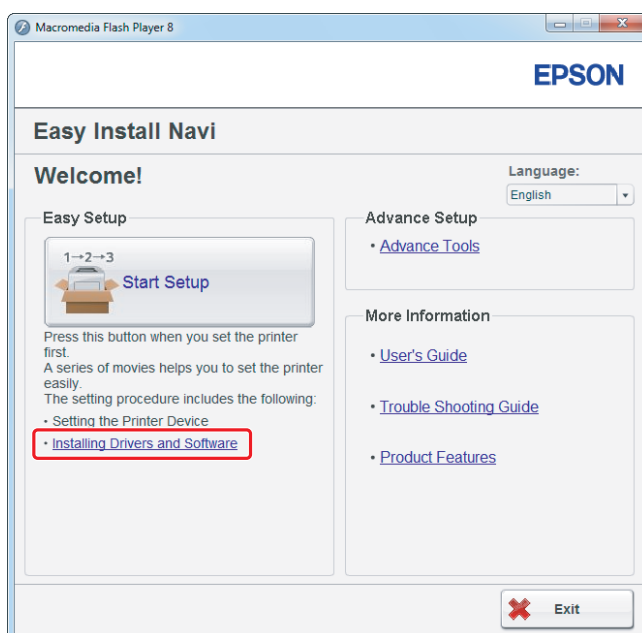 Macromedia Flash Player 8
EPSON
Easy Install Navi
Welcome!
Language:
English
Easy Setup
1→2→3
Start Setup
Press this button when you set the printer
first.
A series of movies helps you to set the printer
easily.
The setting procedure includes the following:
• Setting the Printer Device
• Installing Drivers and Software
Advance Setup
• Advance Tools
More Information
• User's Guide
• Trouble Shooting Guide
• Product Features
Exit